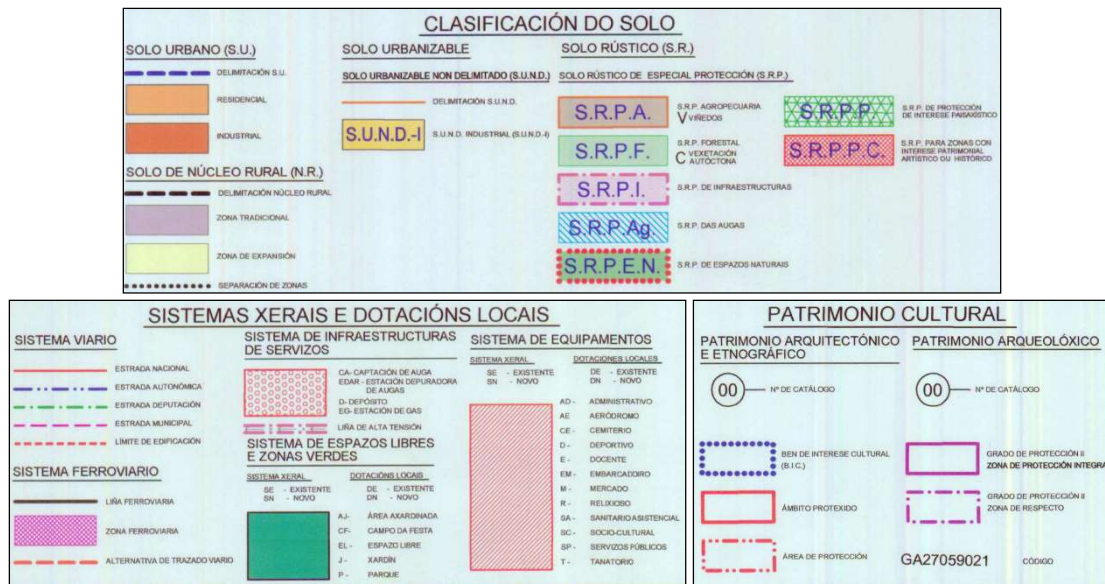 CLASIFICACIÓN DO SOLO
SOLO URBANO (S.U.)
DELIMITACIÓN S.U.
RESIDENCIAL
INDUSTRIAL
SOLO DE NÚCLEO RURAL (N.R.)
DELIMITACIÓN NÚCLEO RURAL
ZONA TRADICIONAL
ZONA DE EXPANSIÓN
SEPARACIÓN DE ZONAS
SOLO URBANIZABLE
SOLO URBANIZABLE NON DELIMITADO (S.U.N.D.)
DELIMITACIÓN S.U.N.D.
S.U.N.D.-I
S.U.N.D. INDUSTRIAL (S.U.N.D.-I)
SOLO RÚSTICO (S.R.)
SOLO RÚSTICO DE ESPECIAL PROTECCIÓN (S.R.P.)
S.R.P.A.
S.R.P. AGROPECUARIA
V VIÑEDOS
S.R.P.F.
S.R.P. FORESTAL
C VEXETACIÓN
AUTÓCTONA
S.R.P.I.
S.R.P. DE INFRAESTRUCTURAS
S.R.P.Ag.
S.R.P. DAS AUGAS
S.R.P.E.N.
S.R.P. DE ESPAZOS NATURAIS
S.R.P.P.
S.R.P. DE PROTECCIÓN
DE INTERESE PAISAXÍSTICO
S.R.P.P.C.
S.R.P. PARA ZONAS CON
INTERESE PATRIMONIAL
ARTÍSTICO OU HISTÓRICO
SISTEMAS XERAIS E DOTACIÓNS LOCAIS
SISTEMA VIARIO
ESTRADA NACIONAL
ESTRADA AUTONÓMICA
ESTRADA DEPUTACIÓN
ESTRADA MUNICIPAL
LÍMITE DE EDIFICACIÓN
SISTEMA FERROVIARIO
LIÑA FERROVIARIA
ZONA FERROVIARIA
ALTERNATIVA DE TRAZADO VIARIO
SISTEMA DE INFRAESTRUCTURAS
DE SERVIZOS
CA- CAPTACIÓN DE AUGA
EDAR - ESTACIÓN DEPURADORA
DE AUGAS
D- DEPÓSITO
EG- ESTACIÓN DE GAS
LIÑA DE ALTA TENSIÓN
SISTEMA DE ESPAZOS LIBRES
E ZONAS VERDES
SISTEMA XERAL
SE - EXISTENTE
SN - NOVO
DOTACIÓNS LOCAIS
DE - EXISTENTE
DN - NOVO
AJ- ÁREA AXARDINADA
CF- CAMPO DA FESTA
EL - ESPAZO LIBRE
J - XARDÍN
P - PARQUE
SISTEMA DE EQUIPAMENTOS
SISTEMA XERAL
SE - EXISTENTE
SN - NOVO
DOTACIONES LOCALES
DE - EXISTENTE
DN - NOVO
AD - ADMINISTRATIVO
AE AERÓDROMO
CE - CEMITERIO
D - DEPORTIVO
E - DOCENTE
EM - EMBARCADOIRO
M - MERCADO
R - RELIXIOSO
SA - SANITARIO ASISTENCIAL
SC - SOCIO-CULTURAL
SP - SERVIZOS PÚBLICOS
T - TANATORIO
PATRIMONIO CULTURAL
PATRIMONIO ARQUITECTÓNICO
E ETNOGRÁFICO
00
Nº DE CATÁLOGO
BEN DE INTERESE CULTURAL
(B.I.C.)
ÁMBITO PROTEXIDO
ÁREA DE PROTECCIÓN
PATRIMONIO ARQUEOLÓXICO
00
Nº DE CATÁLOGO
GRADO DE PROTECCIÓN II
ZONA DE PROTECCIÓN INTEGRA
GRADO DE PROTECCIÓN II
ZONA DE RESPECTO
GA27059021
CÓDIGO